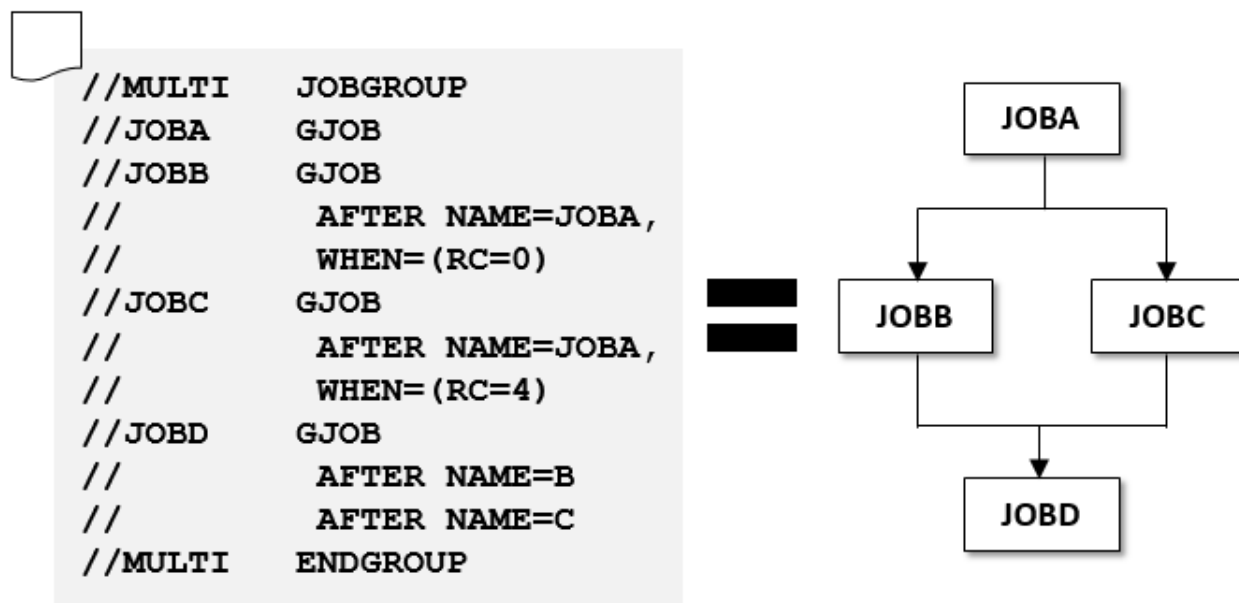 //MULTI JOBGROUP
//JOBA GJOB
//JOBB GJOB
// AFTER NAME=JOBA,
// WHEN=(RC=0)
//JOBC GJOB
// AFTER NAME=JOBA,
// WHEN=(RC=4)
//JOBD GJOB
// AFTER NAME=B
// AFTER NAME=C
//MULTI ENDGROUP
JOBA
JOBB
JOBC
JOBD